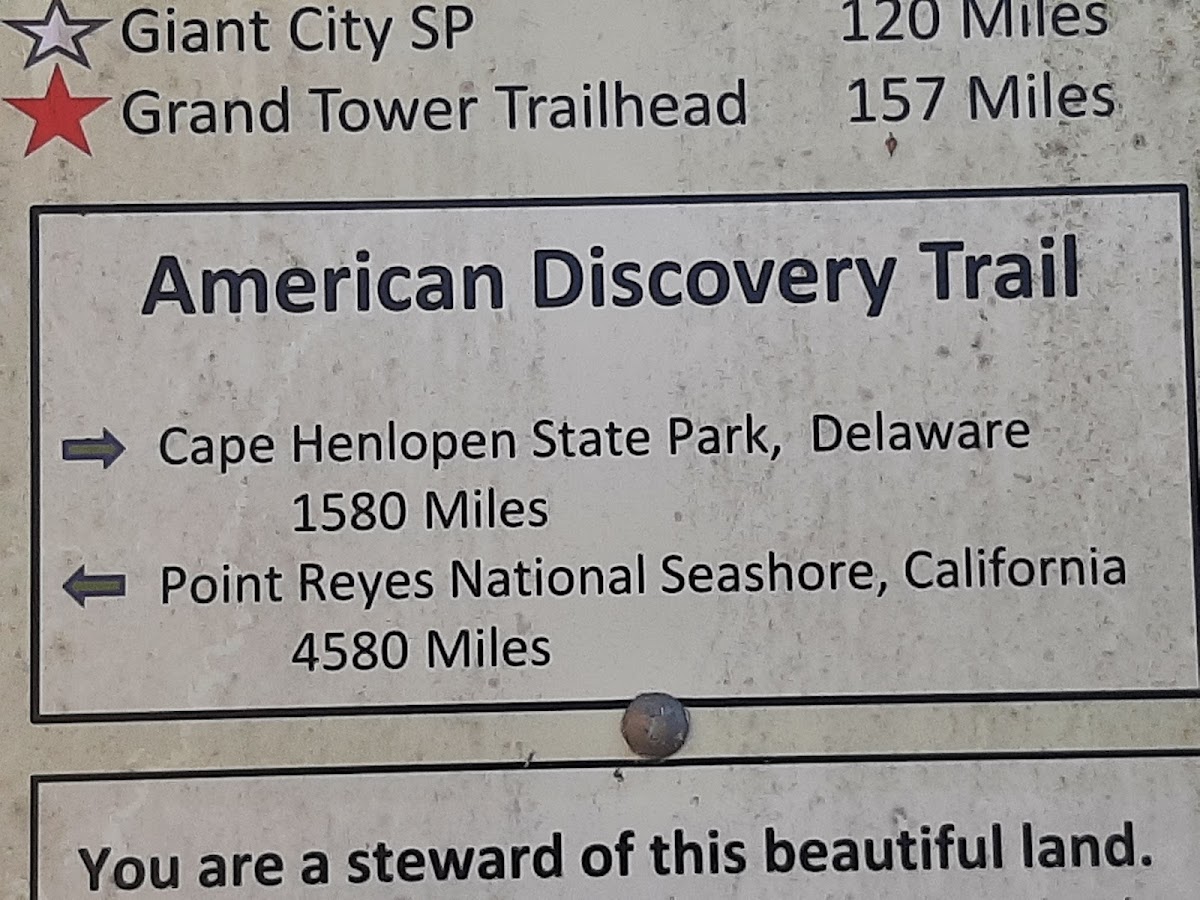 Giant City SP 120 Miles
Grand Tower Trailhead 157 Miles
American Discovery Trail
Cape Henlopen State Park, Delaware
1580 Miles
Point Reyes National Seashore, California
4580 Miles
You are a steward of this beautiful land.